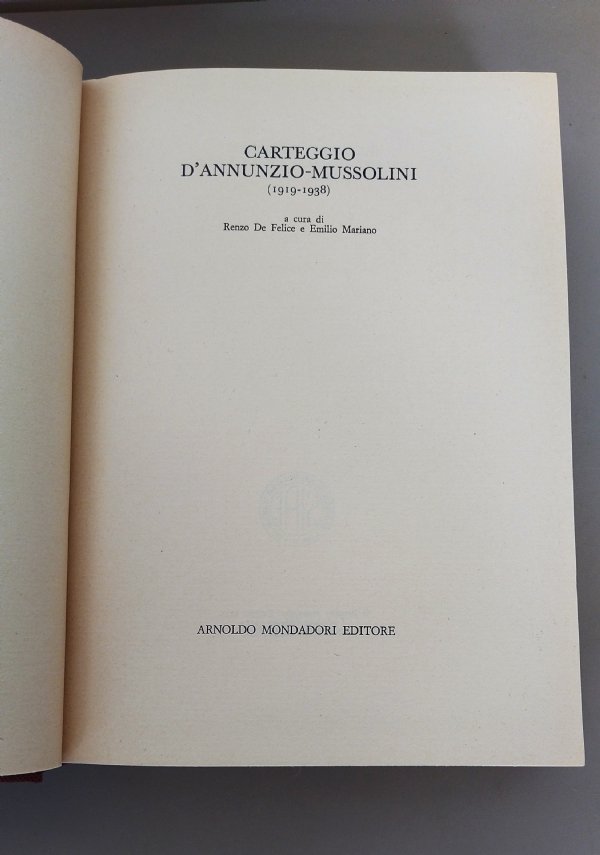 CARTEGGIO
D'ANNUNZIO-MUSSOLINI
(1919-1938)
a cura di
Renzo De Felice e Emilio Mariano
ARNOLDO MONDADORI EDITORE